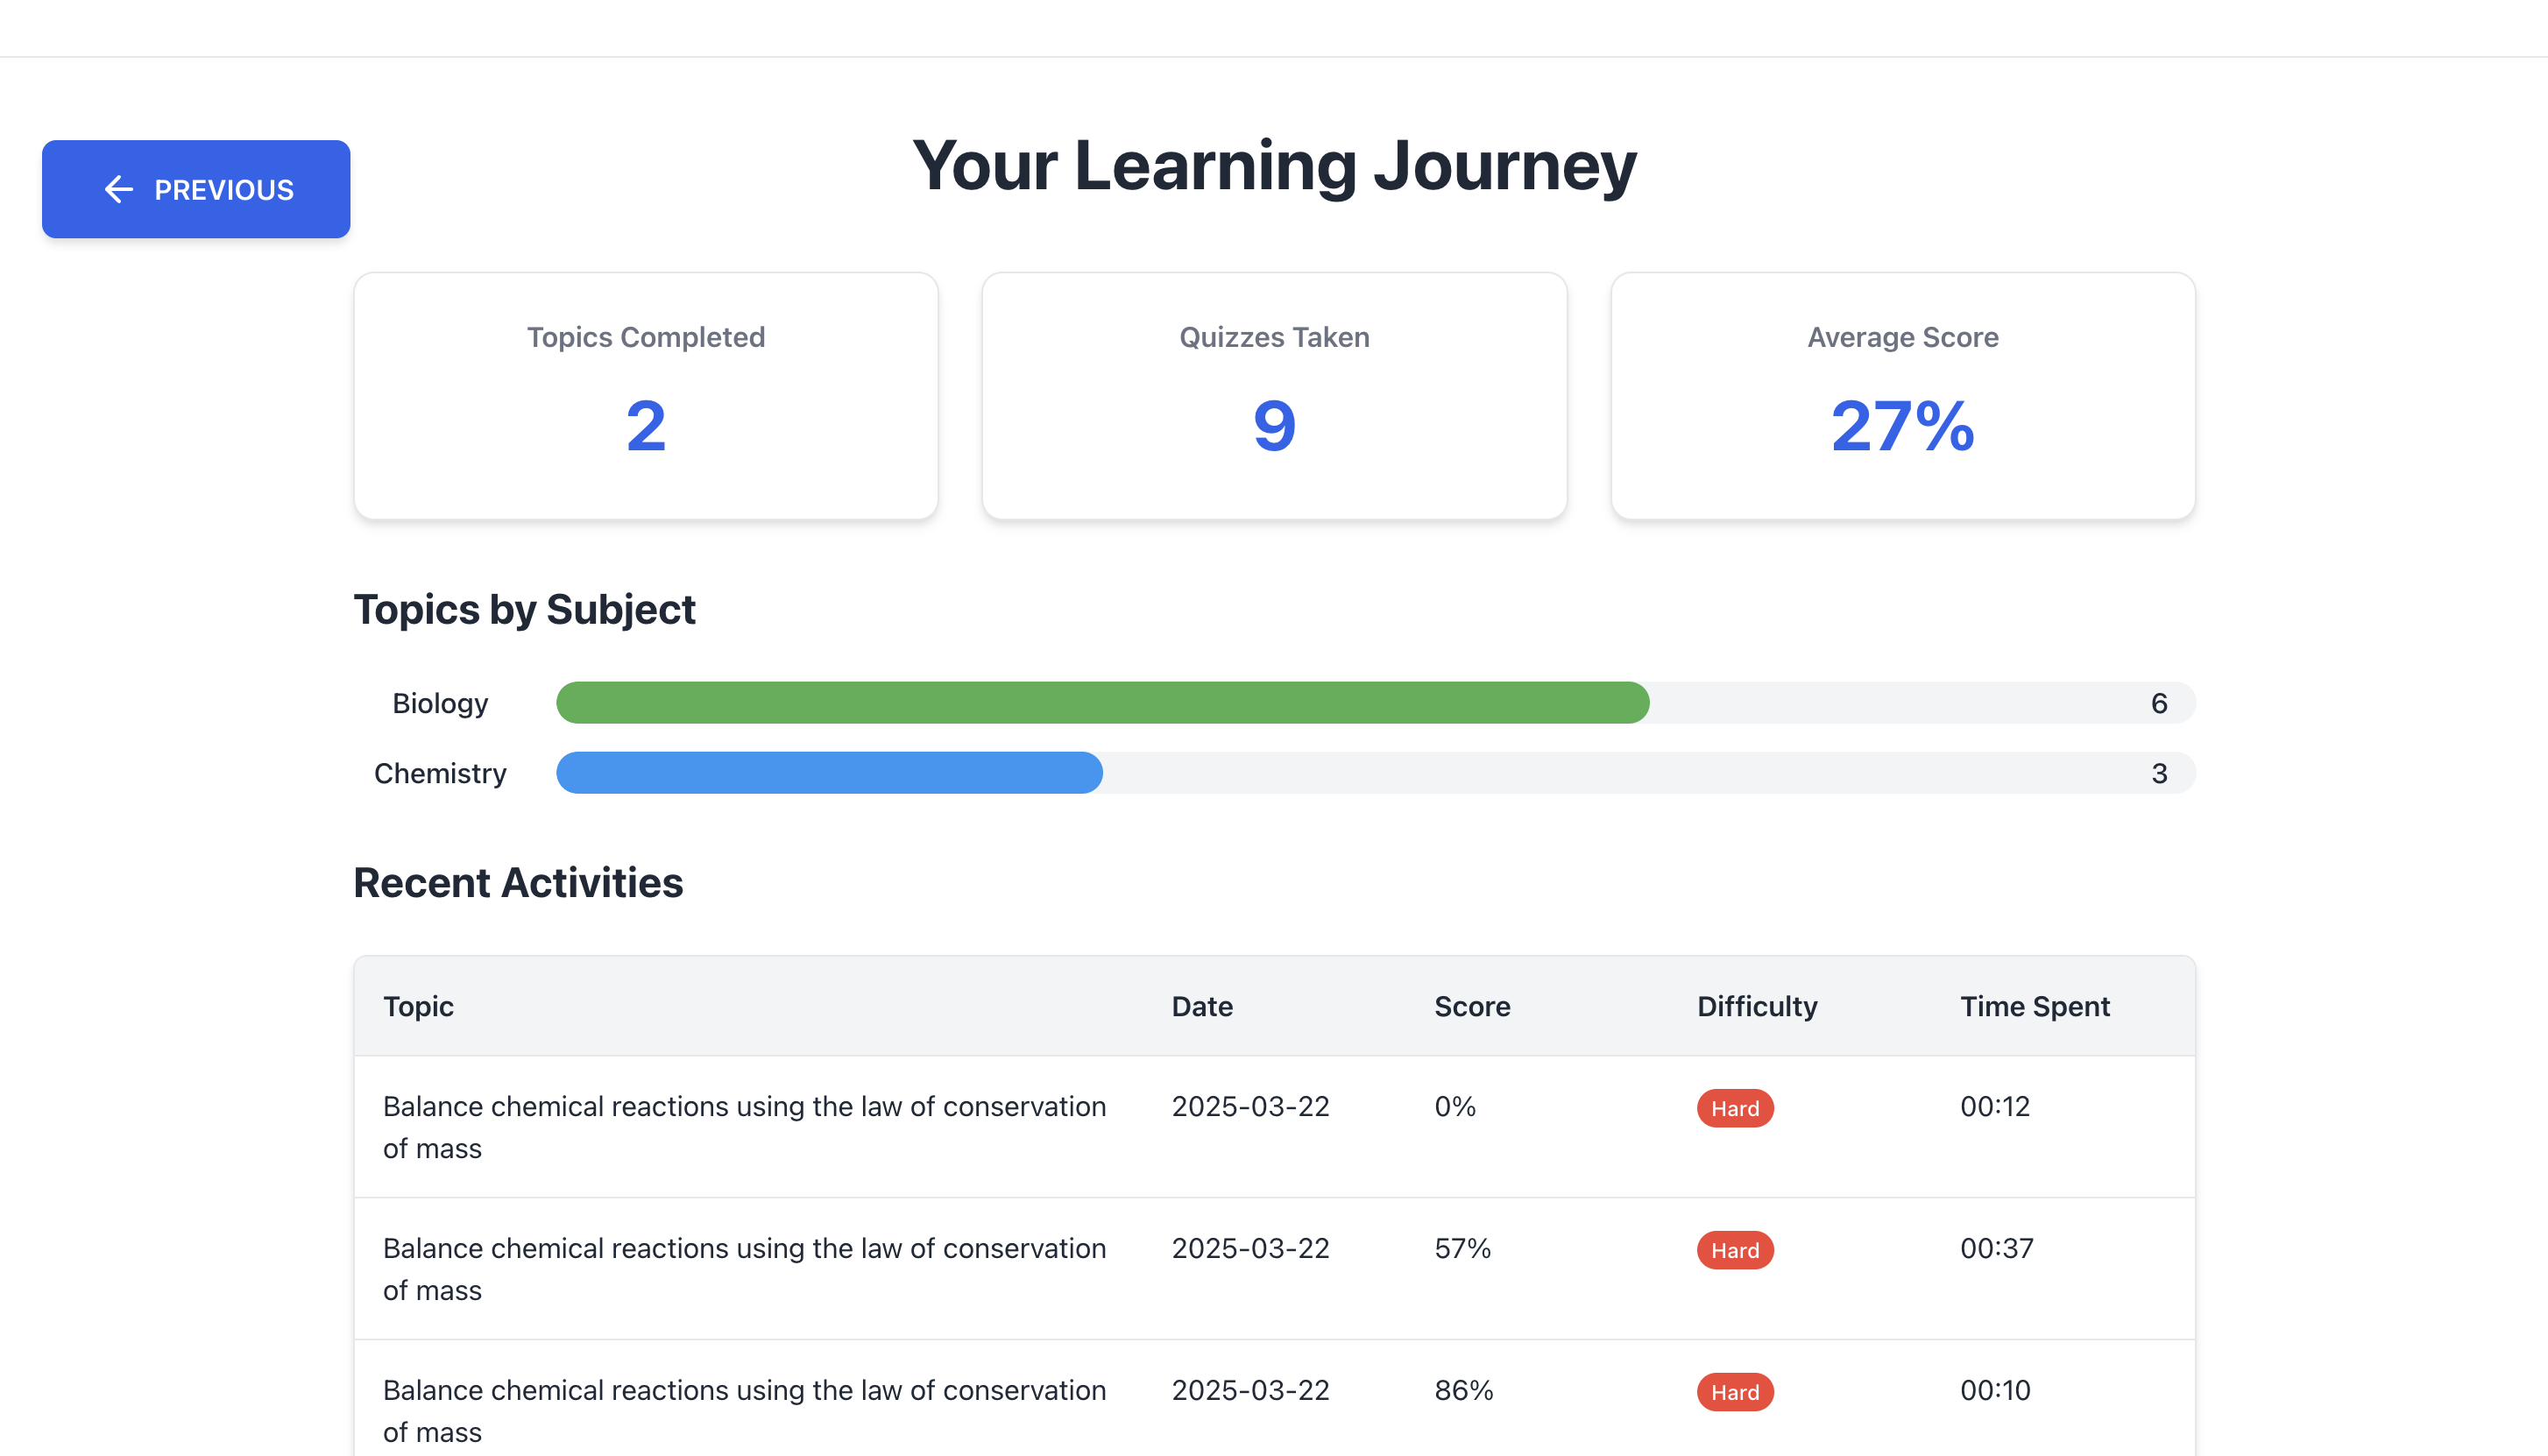 PREVIOUS
Your Learning Journey
Topics Completed
2
Quizzes Taken
9
Average Score
27%
Topics by Subject
Biology 6
Chemistry 3
Recent Activities
Topic Date Score Difficulty Time Spent
Balance chemical reactions using the law of conservation 2025-03-22 0% Hard 00:12
of mass
Balance chemical reactions using the law of conservation 2025-03-22 57% Hard 00:37
of mass
Balance chemical reactions using the law of conservation 2025-03-22 86% Hard 00:10
of mass